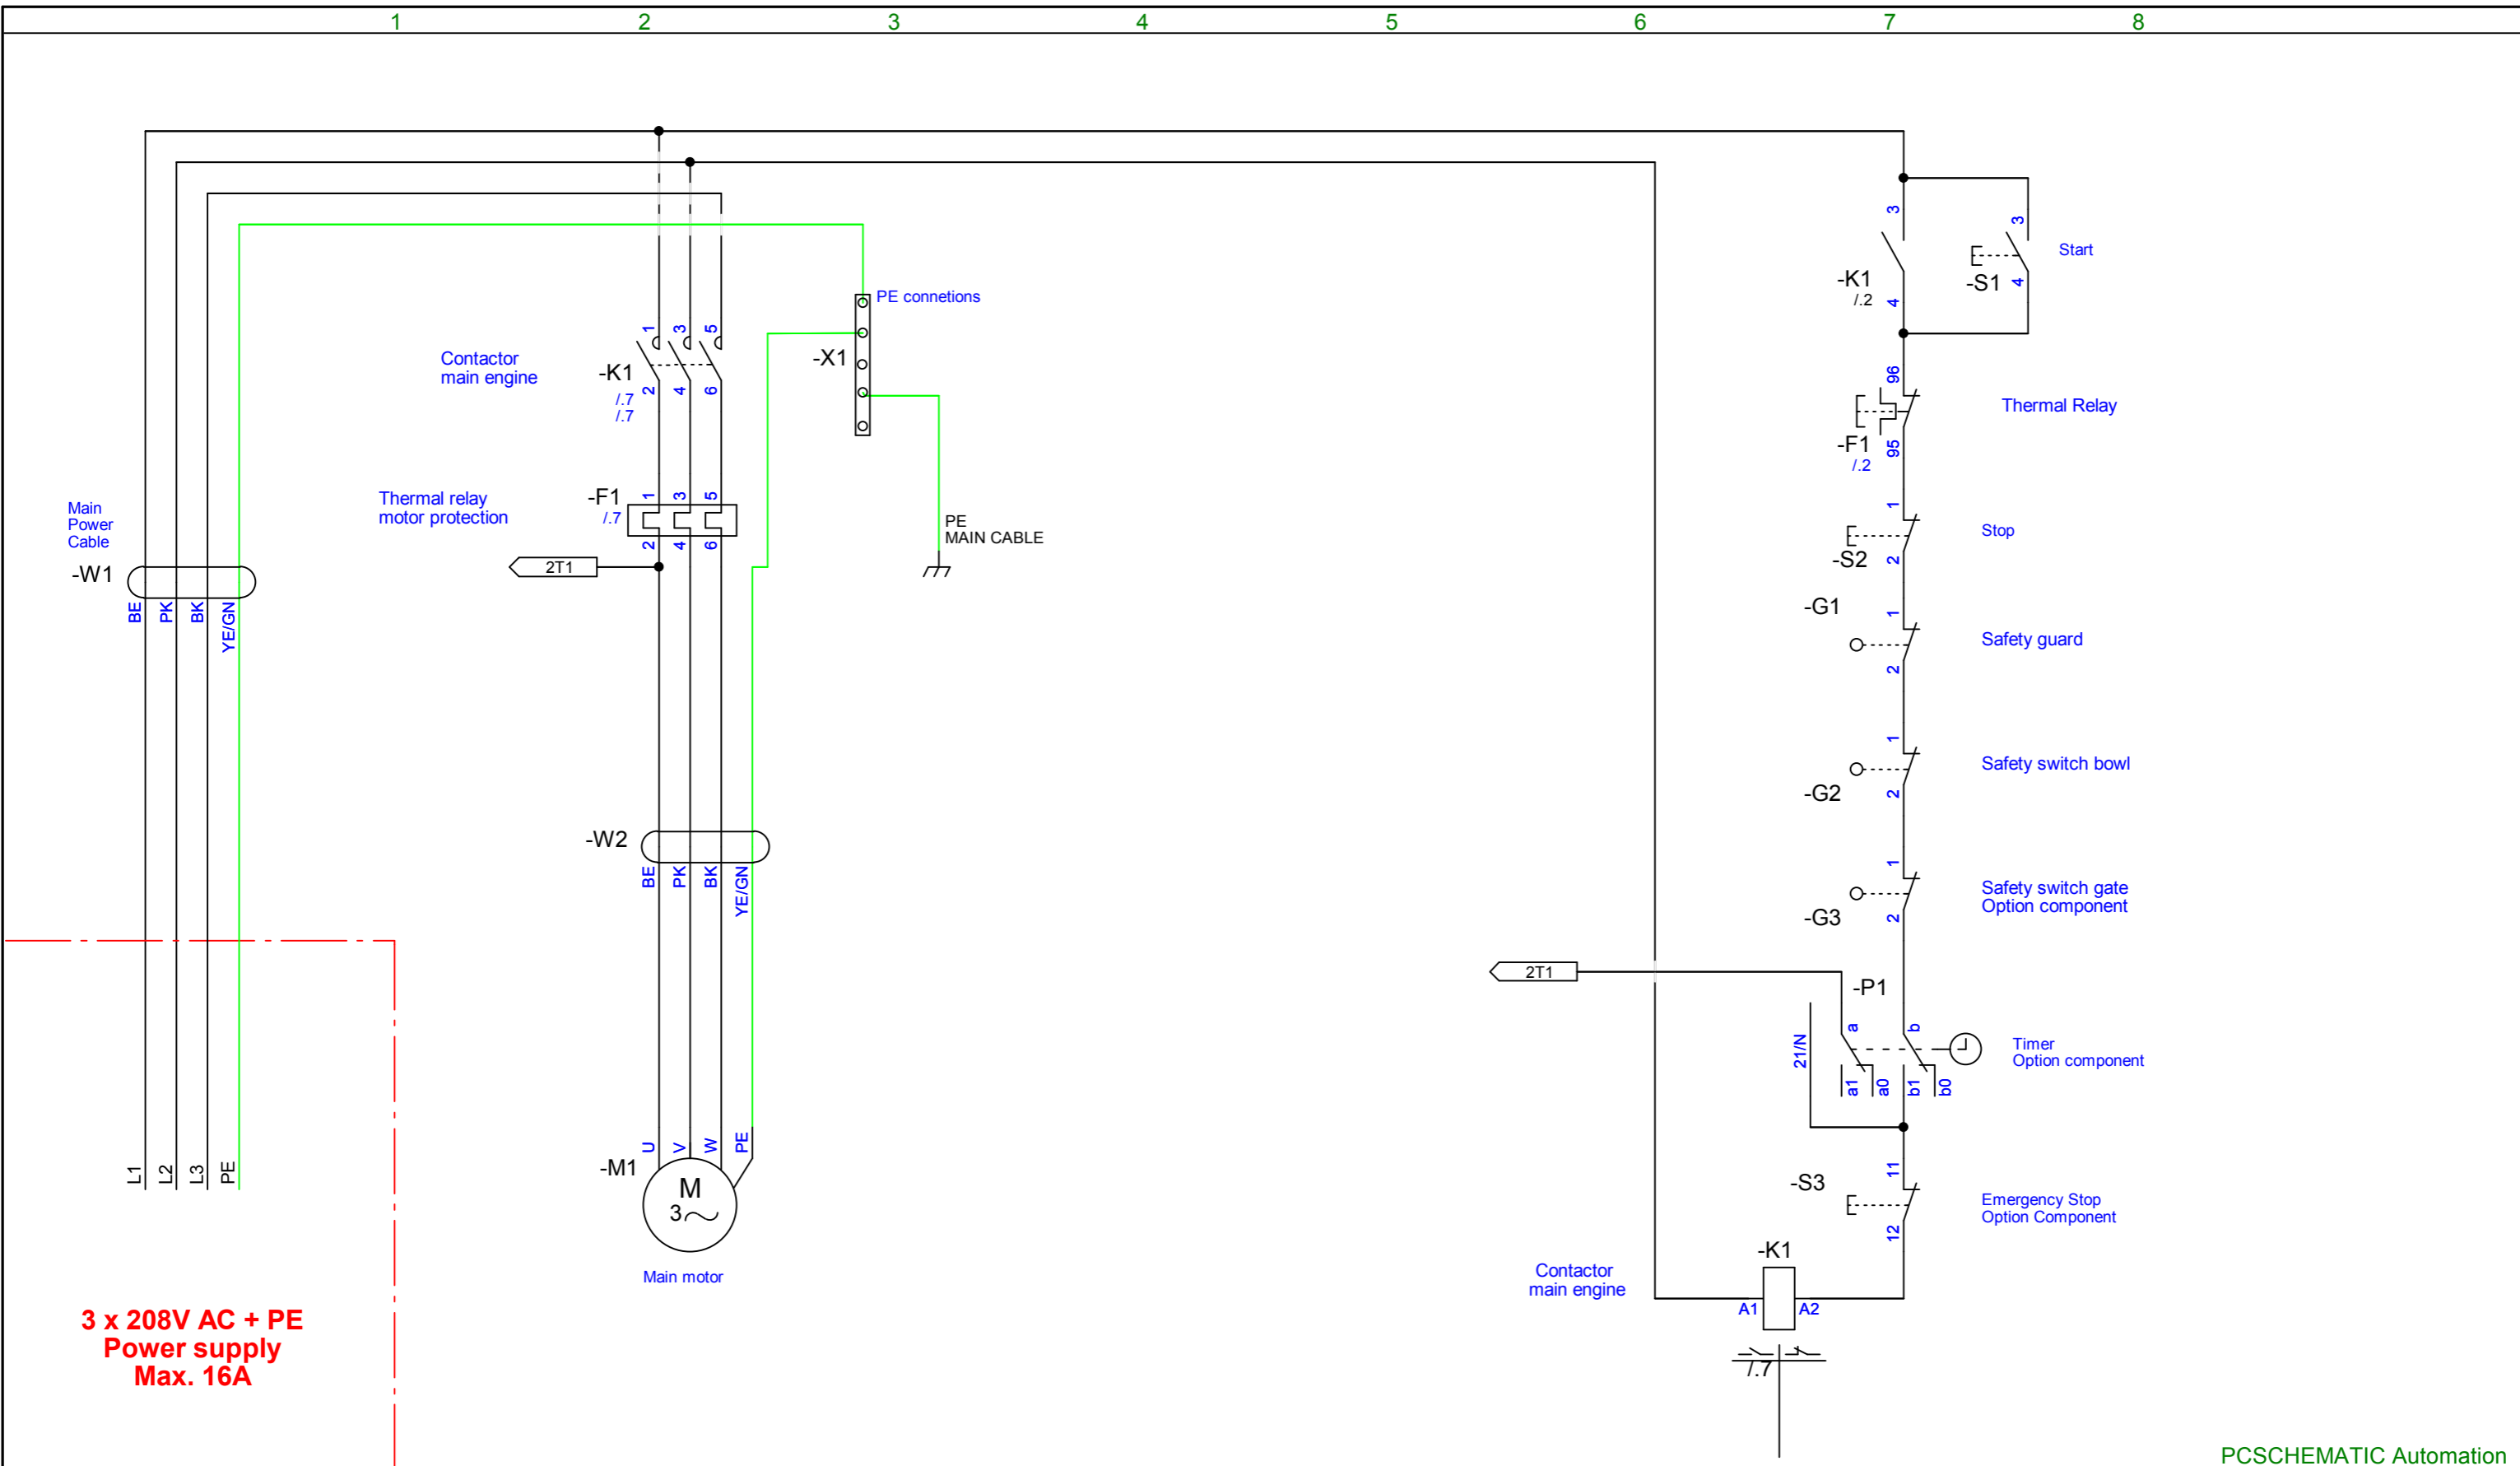 1 2 3 4 5 6 7 8
3
3
Start
-K1
/.2
4
-S1
4
PE connetions
1 3 5
Contactor
main engine
-K1
2 4 6
/.7
/.7
-X1
96
Thermal Relay
-F1
/.2
95
Thermal relay
motor protection
-F1
/.7
1 3 5
2 4 6
2T1
PE
MAIN CABLE
1
Stop
-S2
2
Main
Power
Cable
-W1
BE PK BK YE/GN
-G1
1
Safety guard
2
1
Safety switch bowl
-G2
2
-W2
BE PK BK YE/GN
1
Safety switch gate
Option component
-G3
2
2T1
-P1
a b
21/N
Timer
Option component
a1 a0 b1 b0
L1 L2 L3 PE
U V W PE
-M1
M
3
Main motor
11
-S3
Emergency Stop
Option Component
12
-K1
Contactor
main engine
A1 A2
/.7
3 x 208V AC + PE
Power supply
Max. 16A
PCSCHEMATIC Automation